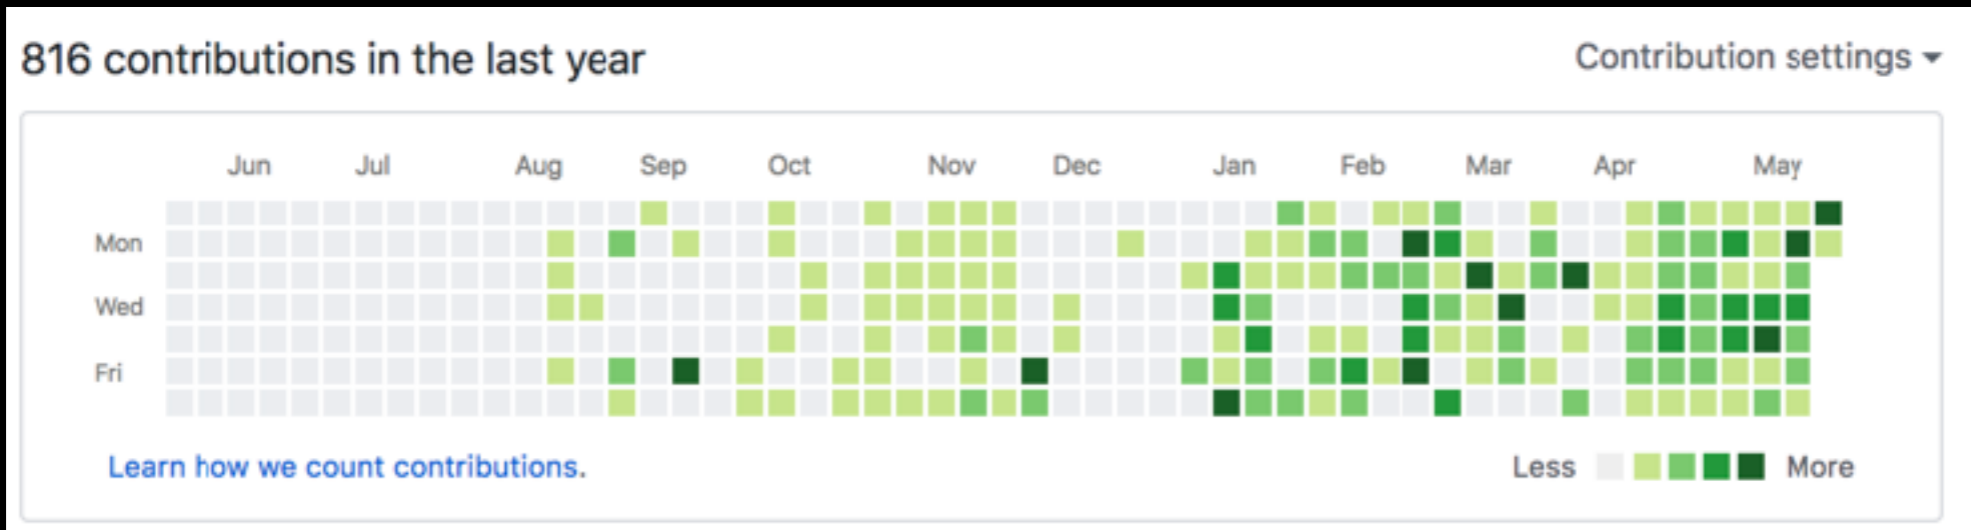 816 contributions in the last year
Contribution settings
Jun Jul Aug Sep Oct Nov Dec Jan Feb Mar Apr May
Mon
Wed
Fri
Learn how we count contributions.
Less More